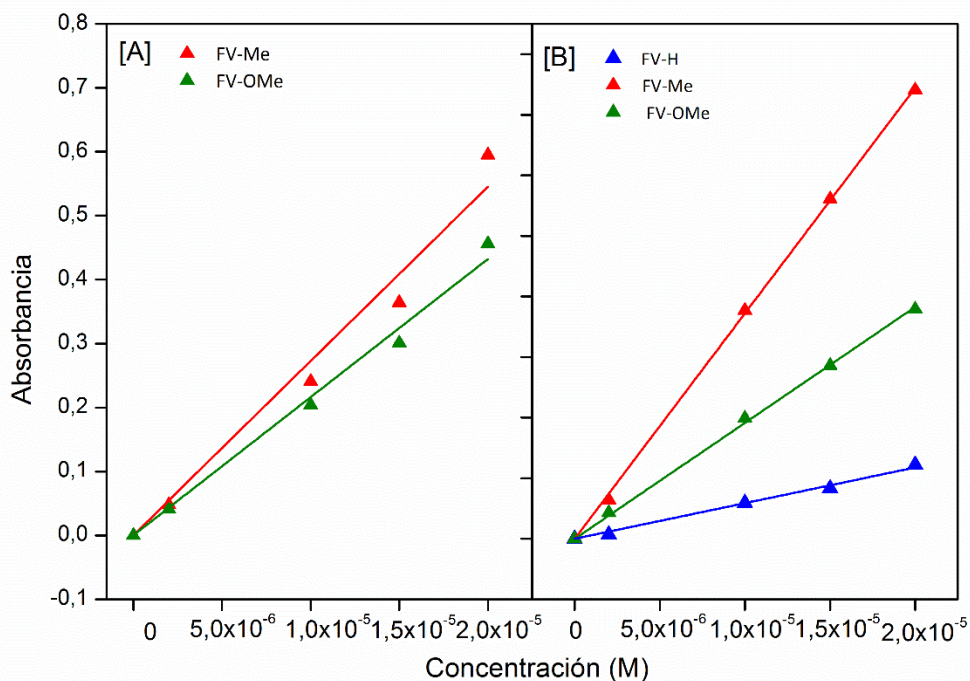 0,8
0,7
0,6
0,5
0,4
0,3
0,2
0,1
0,0
-0,1
Absorbancia
[A]
FV-Me
FV-OMe
[B]
FV-H
FV-Me
FV-OMe
0 5,0x10⁻⁶ 1,0x10⁻⁵ 1,5x10⁻⁵ 2,0x10⁻⁵
0 5,0x10⁻⁶ 1,0x10⁻⁵ 1,5x10⁻⁵ 2,0x10⁻⁵
Concentración (M)